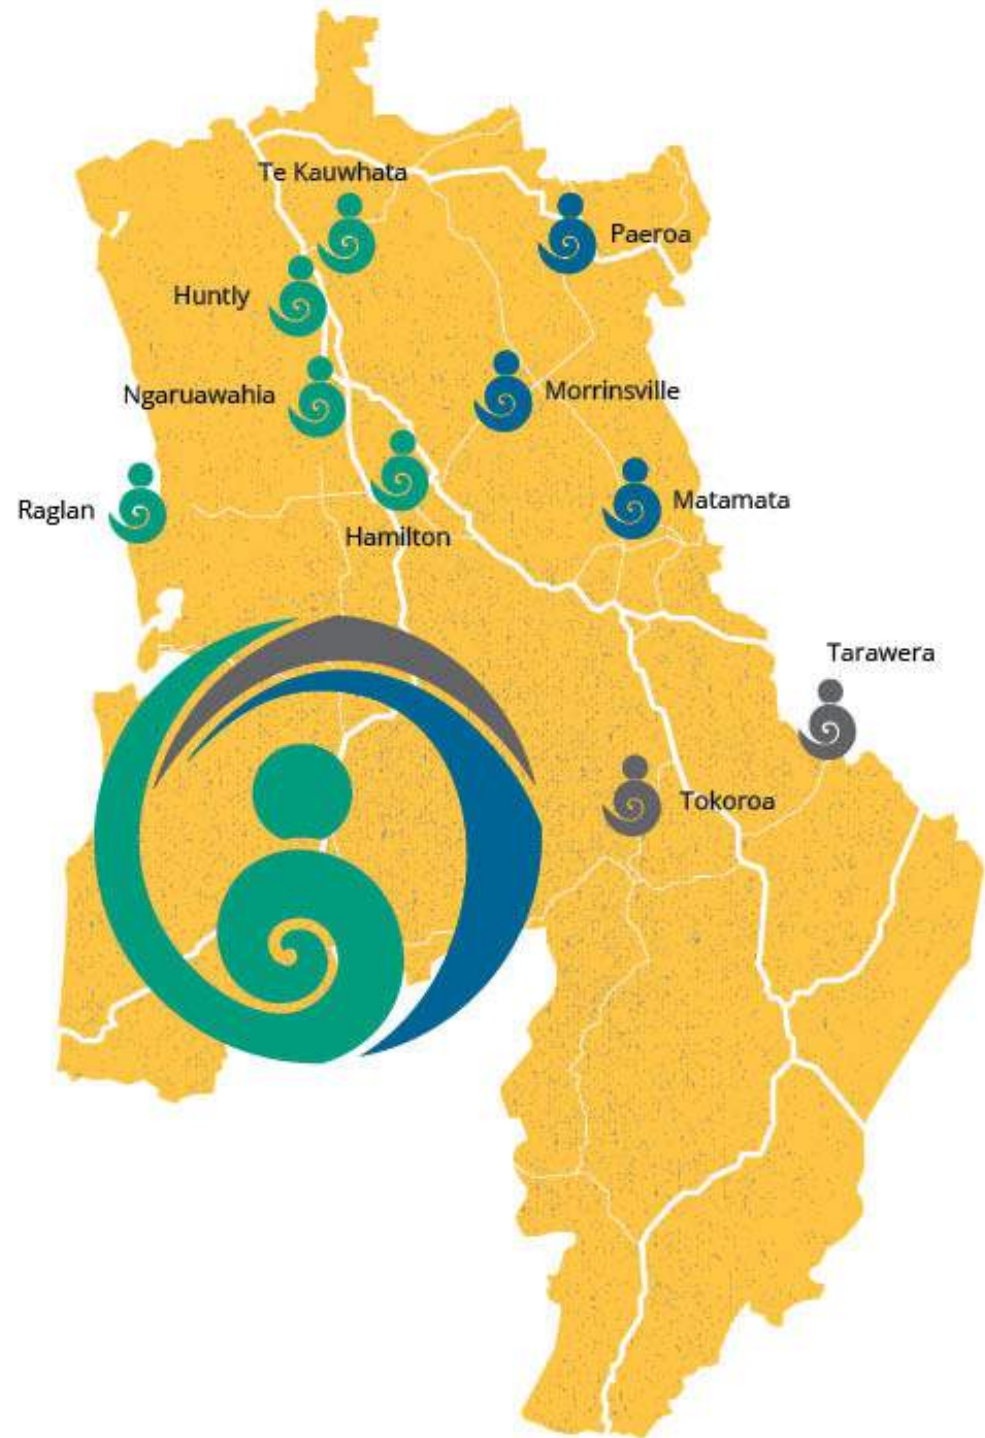 Te Kauwhata
Paeroa
Huntly
Ngaruawahia
Morrinsville
Raglan
Matamata
Hamilton
Tarawera
Tokoroa